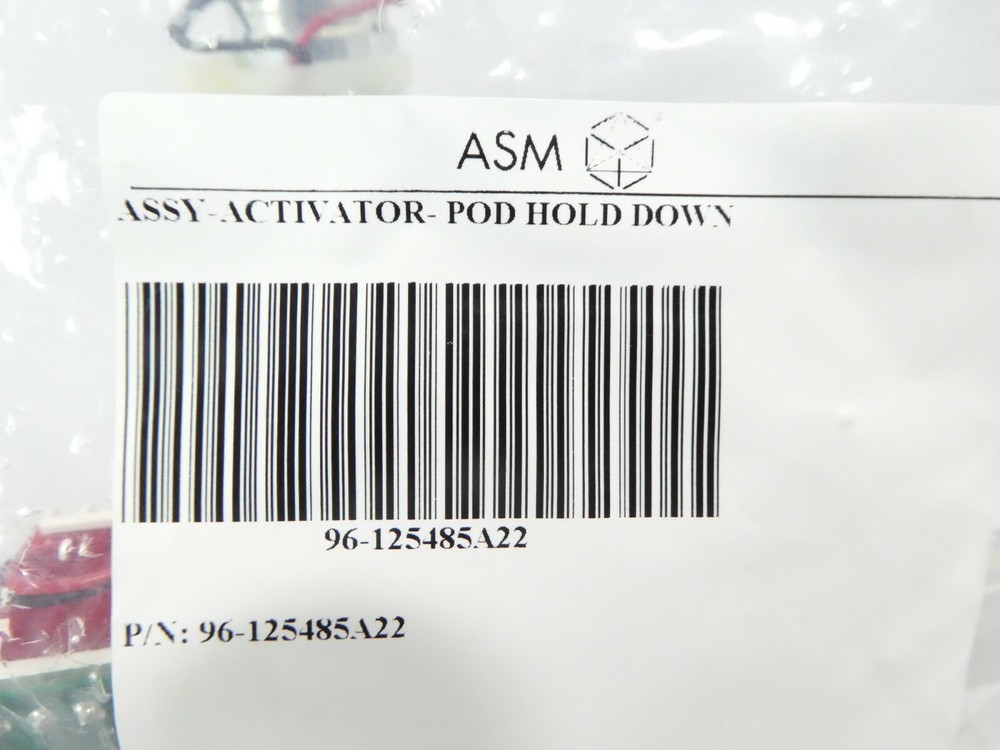 ASM
ASSY-ACTIVATOR- POD HOLD DOWN
96-125485A22
P/N: 96-125485A22